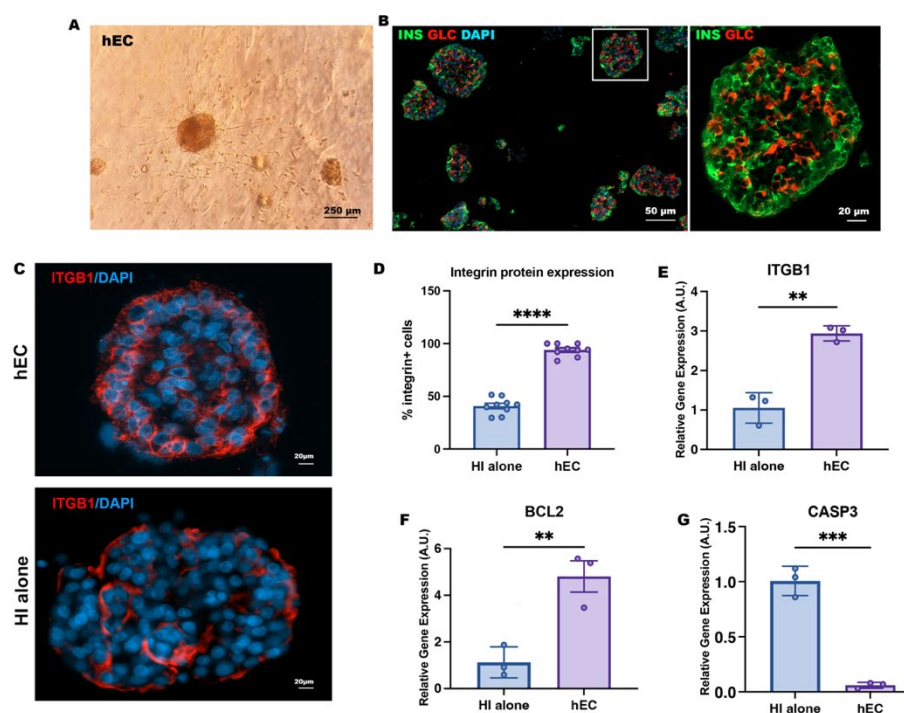 A
hEC
250 µm
B
INS GLC DAPI
50 µm
INS GLC
20 µm
C
ITGB1/DAPI
hEC
20µm
ITGB1/DAPI
HI alone
20µm
D
Integrin protein expression
****
% integrin+ cells
150
100
50
0
HI alone hEC
E
ITGB1
**
Relative Gene Expression (A.U.)
4
3
2
1
0
HI alone hEC
F
BCL2
**
Relative Gene Expression (A.U.)
6
4
2
0
HI alone hEC
G
CASP3
***
Relative Gene Expression (A.U.)
1.5
1.0
0.5
0.0
HI alone hEC